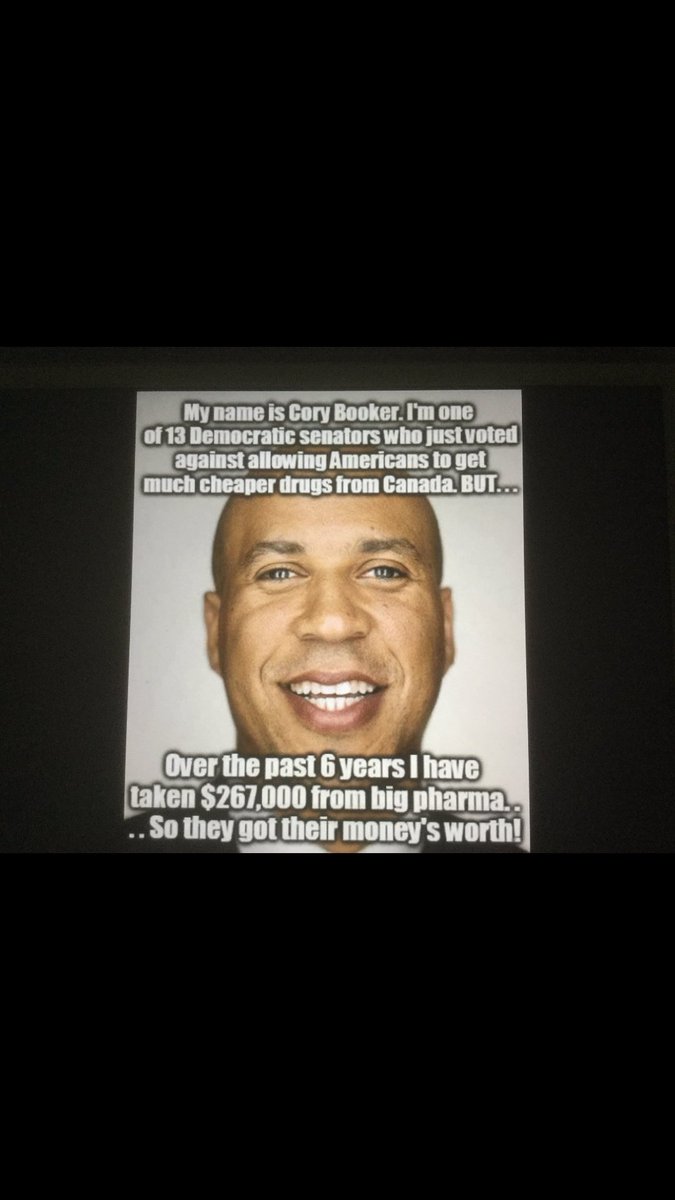 My name is Cory Booker. I'm one
of 13 Democratic senators who just voted
against allowing Americans to get
much cheaper drugs from Canada. BUT. . .
Over the past 6 years I have
taken $267,000 from big pharma. .
. . So they got their money's worth!